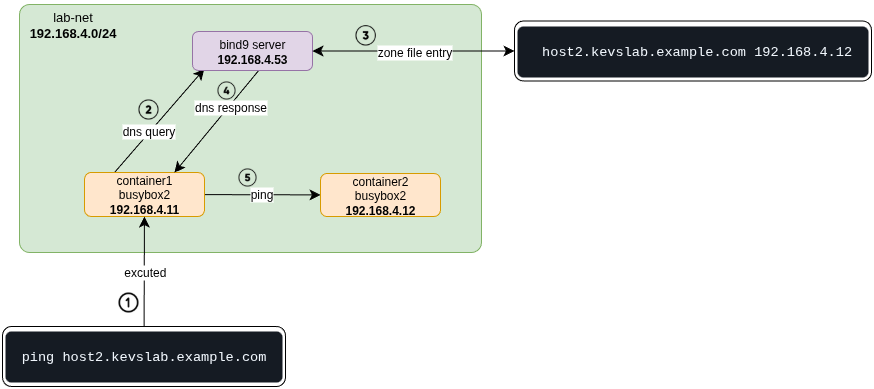 lab-net
192.168.4.0/24
bind9 server
192.168.4.53
3
zone file entry
host2.kevslab.example.com 192.168.4.12
4
dns response
2
dns query
container1
busybox2
192.168.4.11
5
ping
container2
busybox2
192.168.4.12
excuted
1
ping host2.kevslab.example.com